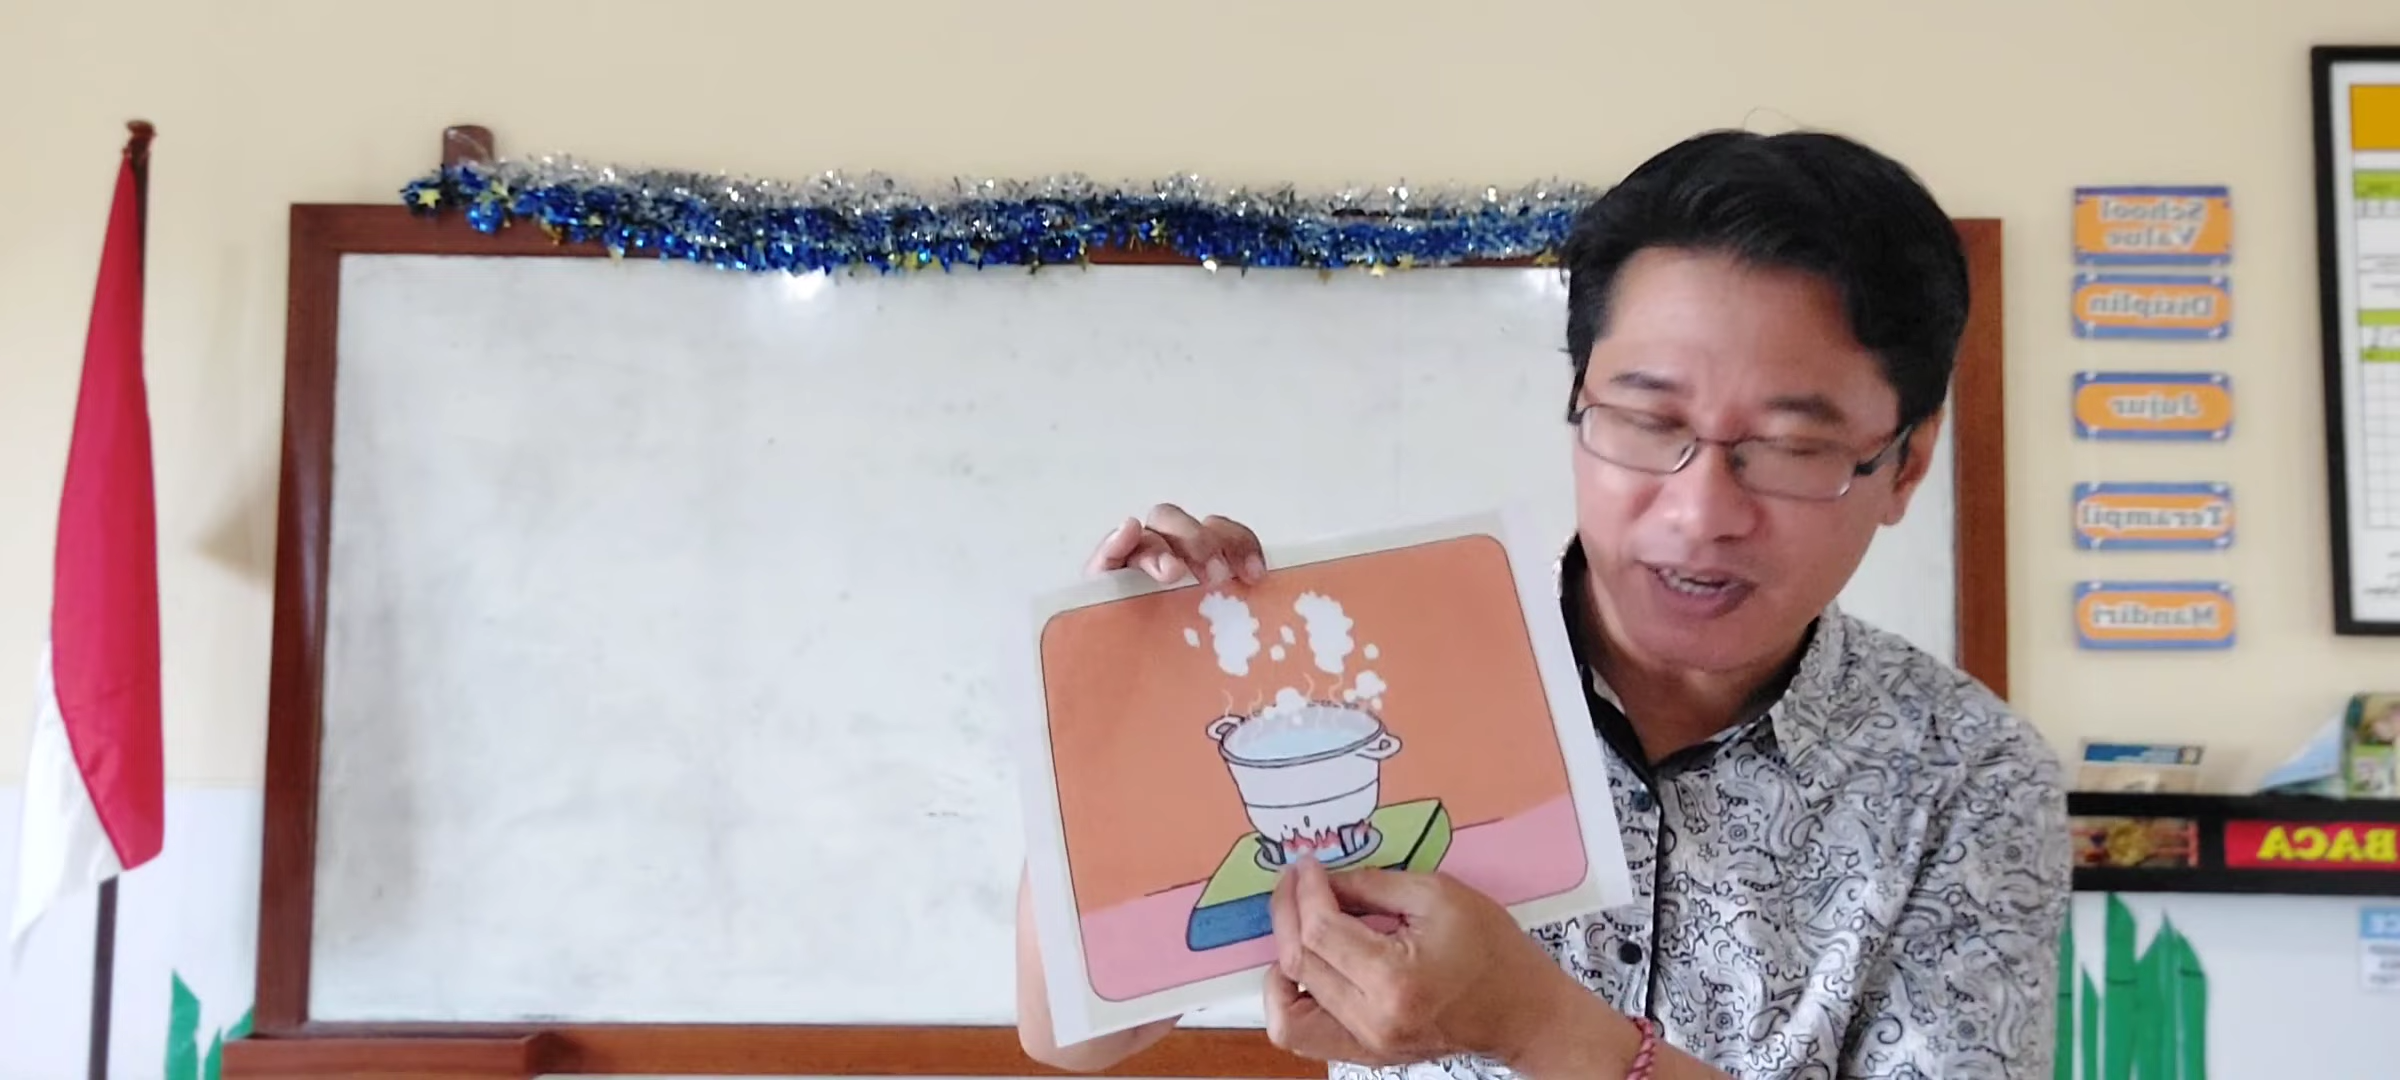 School
Value
Disiplin
Jujur
Terampil
Mandiri
BACA